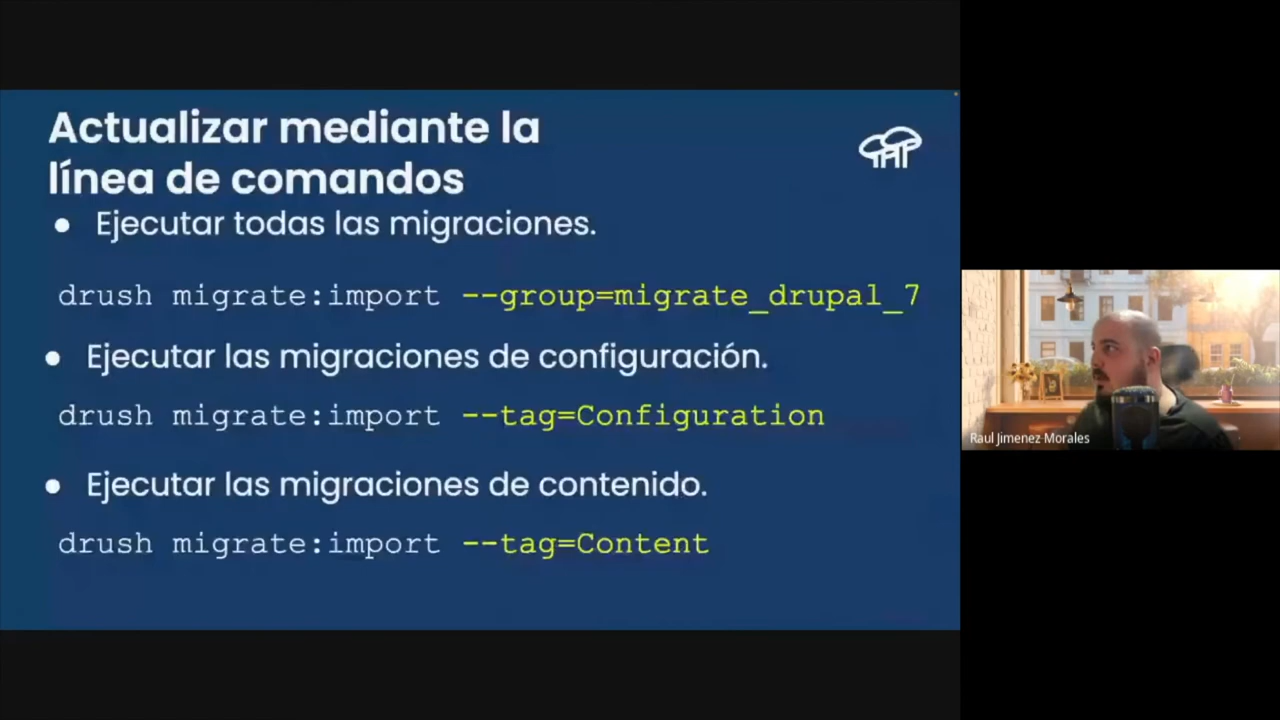 Actualizar mediante la
línea de comandos
● Ejecutar todas las migraciones.
drush migrate:import --group=migrate_drupal_7
● Ejecutar las migraciones de configuración.
drush migrate:import --tag=Configuration
● Ejecutar las migraciones de contenido.
drush migrate:import --tag=Content
Raul Jimenez Morales